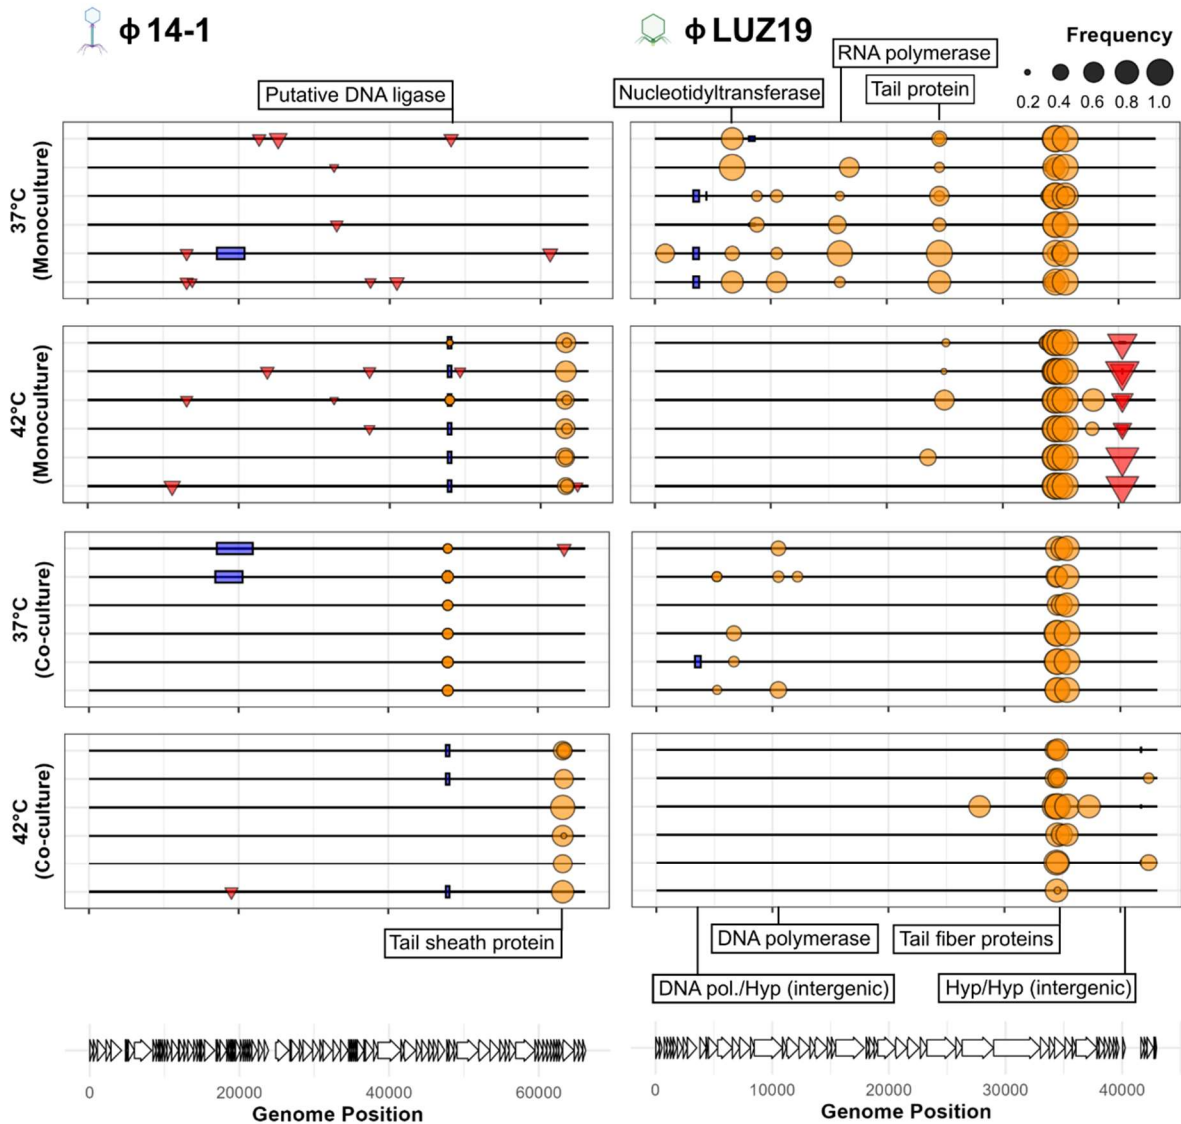 ϕ 14-1
ϕ LUZ19
Frequency
0.2 0.4 0.6 0.8 1.0
RNA polymerase
Putative DNA ligase
Nucleotidyltransferase
Tail protein
37°C
(Monoculture)
42°C
(Monoculture)
37°C
(Co-culture)
42°C
(Co-culture)
Tail sheath protein
DNA polymerase
Tail fiber proteins
DNA pol./Hyp (intergenic)
Hyp/Hyp (intergenic)
0 20000 40000 60000
Genome Position
0 10000 20000 30000 40000
Genome Position